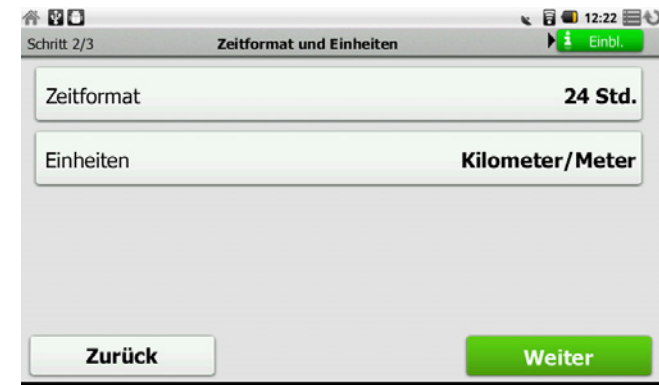 12:22
Schritt 2/3 Zeitformat und Einheiten i Einbl.
Zeitformat 24 Std.
Einheiten Kilometer/Meter
Zurück Weiter